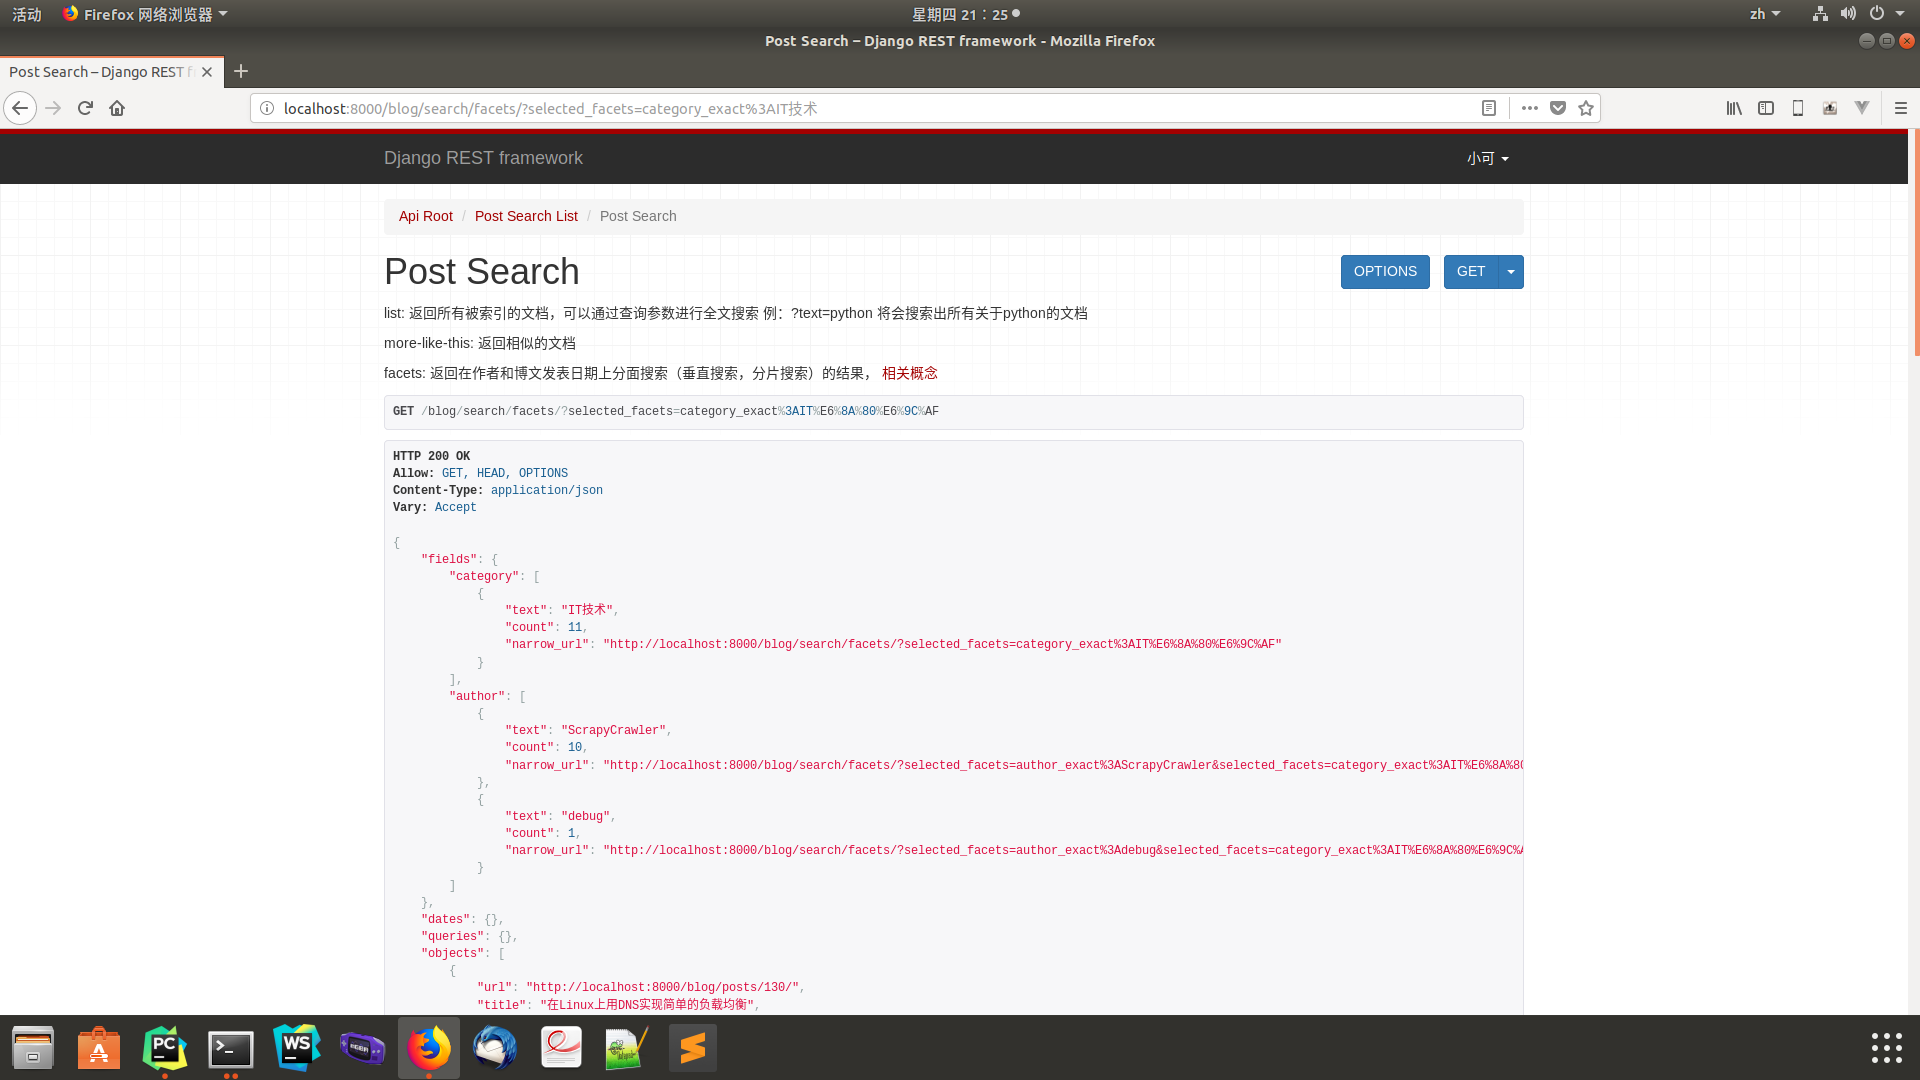 活动 Firefox 网络浏览器 星期四 21:25 zh
Post Search – Django REST framework - Mozilla Firefox
Post Search – Django REST f
localhost:8000/blog/search/facets/?selected_facets=category_exact%3AIT技术
Django REST framework 小可
Api Root / Post Search List / Post Search
Post Search OPTIONS GET
list: 返回所有被索引的文档，可以通过查询参数进行全文搜索 例：?text=python 将会搜索出所有关于python的文档
more-like-this: 返回相似的文档
facets: 返回在作者和博文发表日期上分面搜索（垂直搜索，分片搜索）的结果， 相关概念
GET /blog/search/facets/?selected_facets=category_exact%3AIT%E6%8A%80%E6%9C%AF
HTTP 200 OK
Allow: GET, HEAD, OPTIONS
Content-Type: application/json
Vary: Accept
{
"fields": {
"category": [
{
"text": "IT技术",
"count": 11,
"narrow_url": "http://localhost:8000/blog/search/facets/?selected_facets=category_exact%3AIT%E6%8A%80%E6%9C%AF"
}
],
"author": [
{
"text": "ScrapyCrawler",
"count": 10,
"narrow_url": "http://localhost:8000/blog/search/facets/?selected_facets=author_exact%3AScrapyCrawler&selected_facets=category_exact%3AIT%E6%8A%80
},
{
"text": "debug",
"count": 1,
"narrow_url": "http://localhost:8000/blog/search/facets/?selected_facets=author_exact%3Adebug&selected_facets=category_exact%3AIT%E6%8A%80%E6%9C%A
}
]
},
"dates": {},
"queries": {},
"objects": [
{
"url": "http://localhost:8000/blog/posts/130/",
"title": "在Linux上用DNS实现简单的负载均衡",
PC WS